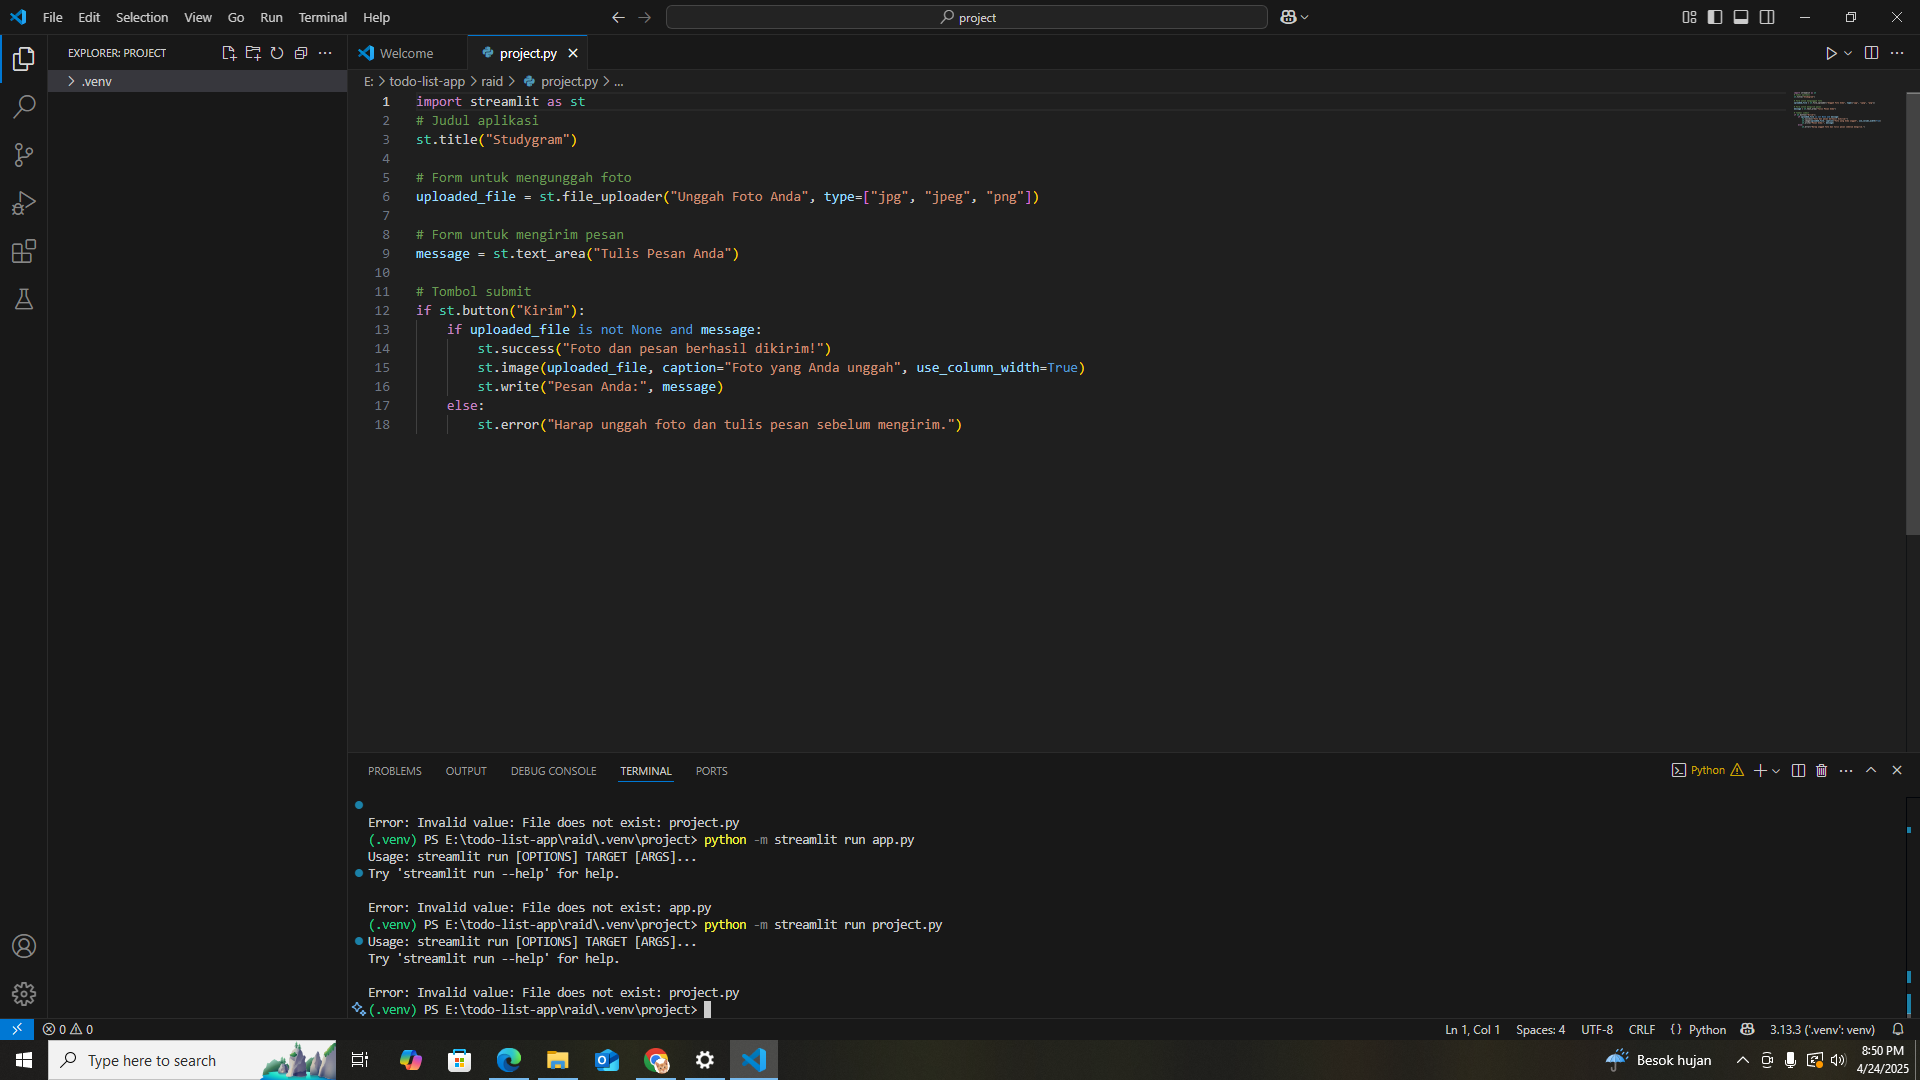 File Edit Selection View Go Run Terminal Help
project
EXPLORER: PROJECT
.venv
Welcome
project.py
E: > todo-list-app > raid > project.py > ...
1 import streamlit as st
2 # Judul aplikasi
3 st.title("Studygram")
4
5 # Form untuk mengunggah foto
6 uploaded_file = st.file_uploader("Unggah Foto Anda", type=["jpg", "jpeg", "png"])
7
8 # Form untuk mengirim pesan
9 message = st.text_area("Tulis Pesan Anda")
10
11 # Tombol submit
12 if st.button("Kirim"):
13     if uploaded_file is not None and message:
14         st.success("Foto dan pesan berhasil dikirim!")
15         st.image(uploaded_file, caption="Foto yang Anda unggah", use_column_width=True)
16         st.write("Pesan Anda:", message)
17     else:
18         st.error("Harap unggah foto dan tulis pesan sebelum mengirim.")
PROBLEMS OUTPUT DEBUG CONSOLE TERMINAL PORTS
Python
Error: Invalid value: File does not exist: project.py
(.venv) PS E:\todo-list-app\raid\.venv\project> python -m streamlit run app.py
Usage: streamlit run [OPTIONS] TARGET [ARGS]...
Try 'streamlit run --help' for help.
Error: Invalid value: File does not exist: app.py
(.venv) PS E:\todo-list-app\raid\.venv\project> python -m streamlit run project.py
Usage: streamlit run [OPTIONS] TARGET [ARGS]...
Try 'streamlit run --help' for help.
Error: Invalid value: File does not exist: project.py
(.venv) PS E:\todo-list-app\raid\.venv\project>
0 0
Ln 1, Col 1 Spaces: 4 UTF-8 CRLF {} Python 3.13.3 ('.venv': venv)
Type here to search
Besok hujan
8:50 PM
4/24/2025